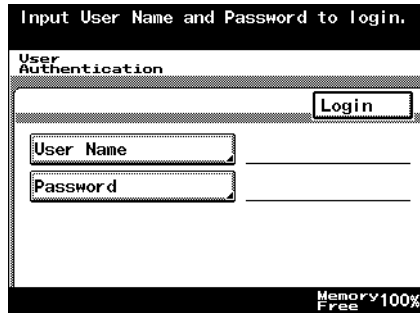 Input User Name and Password to login.
User
Authentication
Login
User Name
Password
Memory
Free 100%